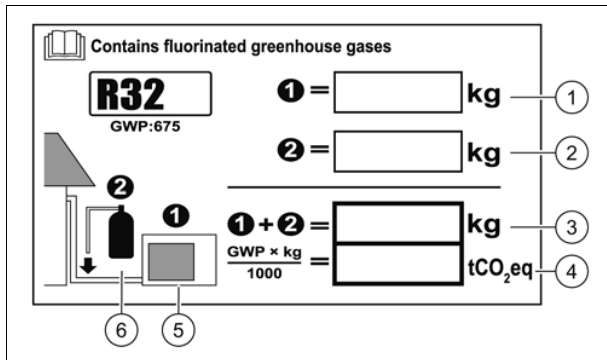 Contains fluorinated greenhouse gases
R32
GWP:675
❶ = kg
1
❷ = kg
2
❶+❷ = kg
3
GWP × kg
1000
= tCO₂eq
4
❷
❶
6
5